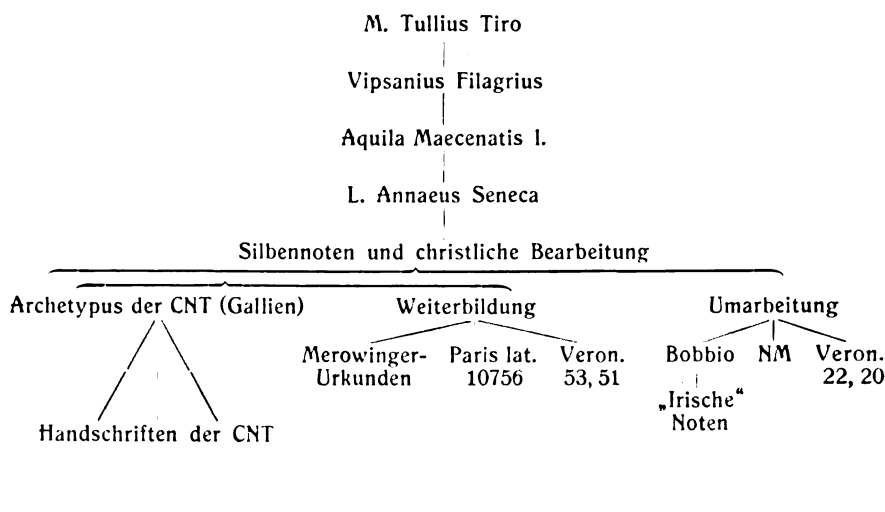 M. Tullius Tiro
Vipsanius Filagrius
Aquila Maecenatis l.
L. Annaeus Seneca
Silbennoten und christliche Bearbeitung
Archetypus der CNT (Gallien) Weiterbildung Umarbeitung
Merowinger- Paris lat. Veron. Bobbio NM Veron.
Urkunden 10756 53, 51 22, 20
„Irische“
Noten
Handschriften der CNT